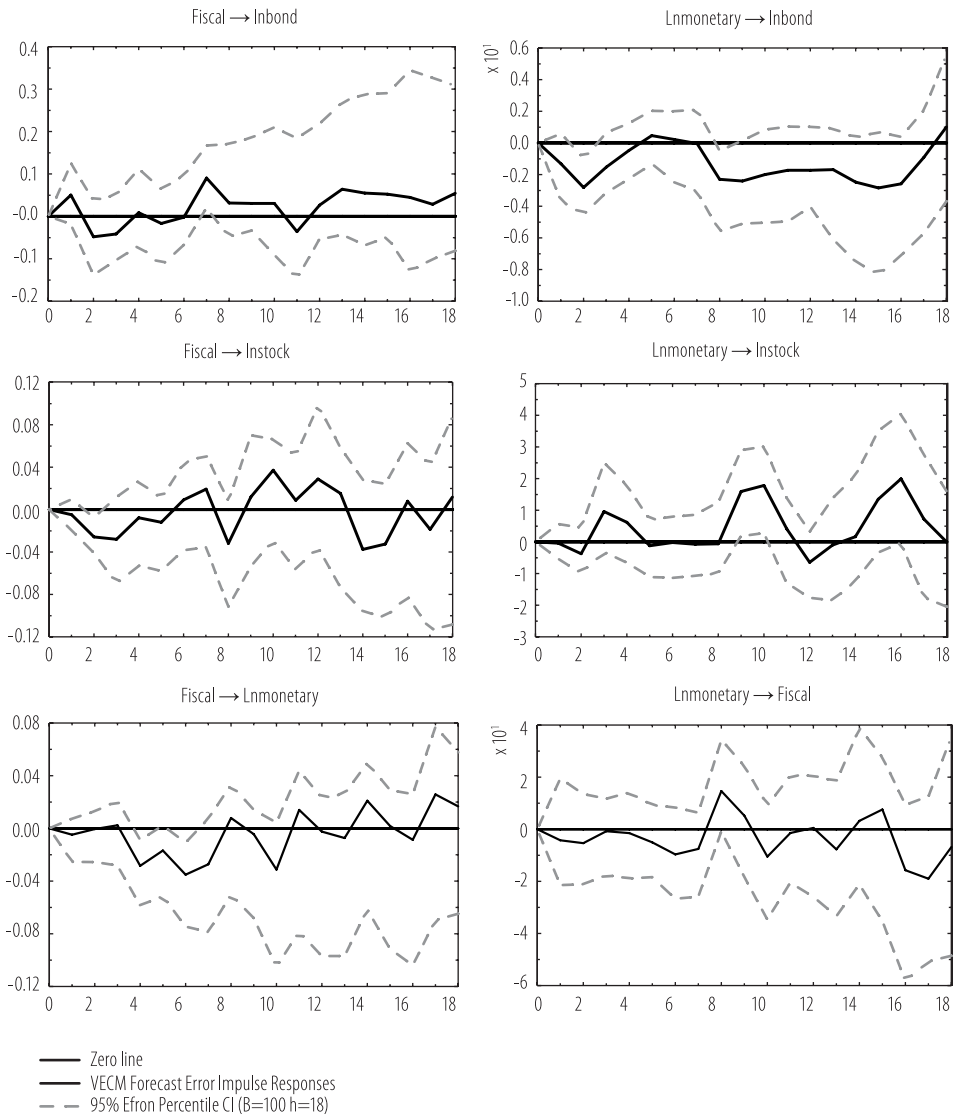 Fiscal → Inbond
0.4
0.3
0.2
0.1
−0.0
−0.1
−0.2
0 2 4 6 8 10 12 14 16 18
Lnmonetary → Inbond
x 10¹
0.6
0.4
0.2
0.0
−0.2
−0.4
−0.6
−0.8
−1.0
0 2 4 6 8 10 12 14 16 18
Fiscal → Instock
0.12
0.08
0.04
0.00
−0.04
−0.08
−0.12
0 2 4 6 8 10 12 14 16 18
Lnmonetary → Instock
5
4
3
2
1
0
−1
−2
−3
0 2 4 6 8 10 12 14 16 18
Fiscal → Lnmonetary
0.08
0.04
0.00
−0.04
−0.08
−0.12
0 2 4 6 8 10 12 14 16 18
Lnmonetary → Fiscal
x 10¹
4
2
0
−2
−4
−6
0 2 4 6 8 10 12 14 16 18
Zero line
VECM Forecast Error Impulse Responses
95% Efron Percentile CI (B=100 h=18)